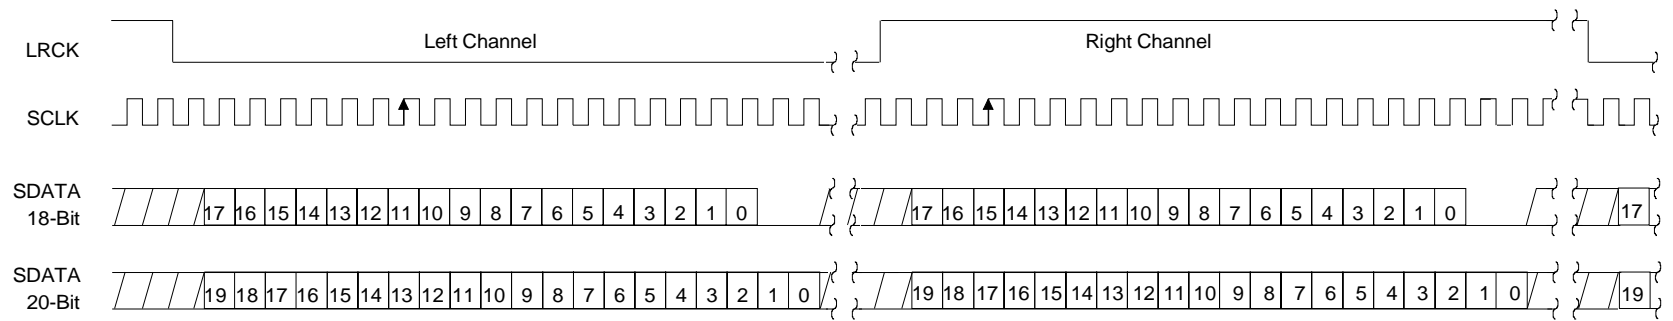 LRCK Left Channel Right Channel
SCLK
SDATA
18-Bit
17 16 15 14 13 12 11 10 9 8 7 6 5 4 3 2 1 0 17 16 15 14 13 12 11 10 9 8 7 6 5 4 3 2 1 0 17
SDATA
20-Bit
19 18 17 16 15 14 13 12 11 10 9 8 7 6 5 4 3 2 1 0 19 18 17 16 15 14 13 12 11 10 9 8 7 6 5 4 3 2 1 0 19